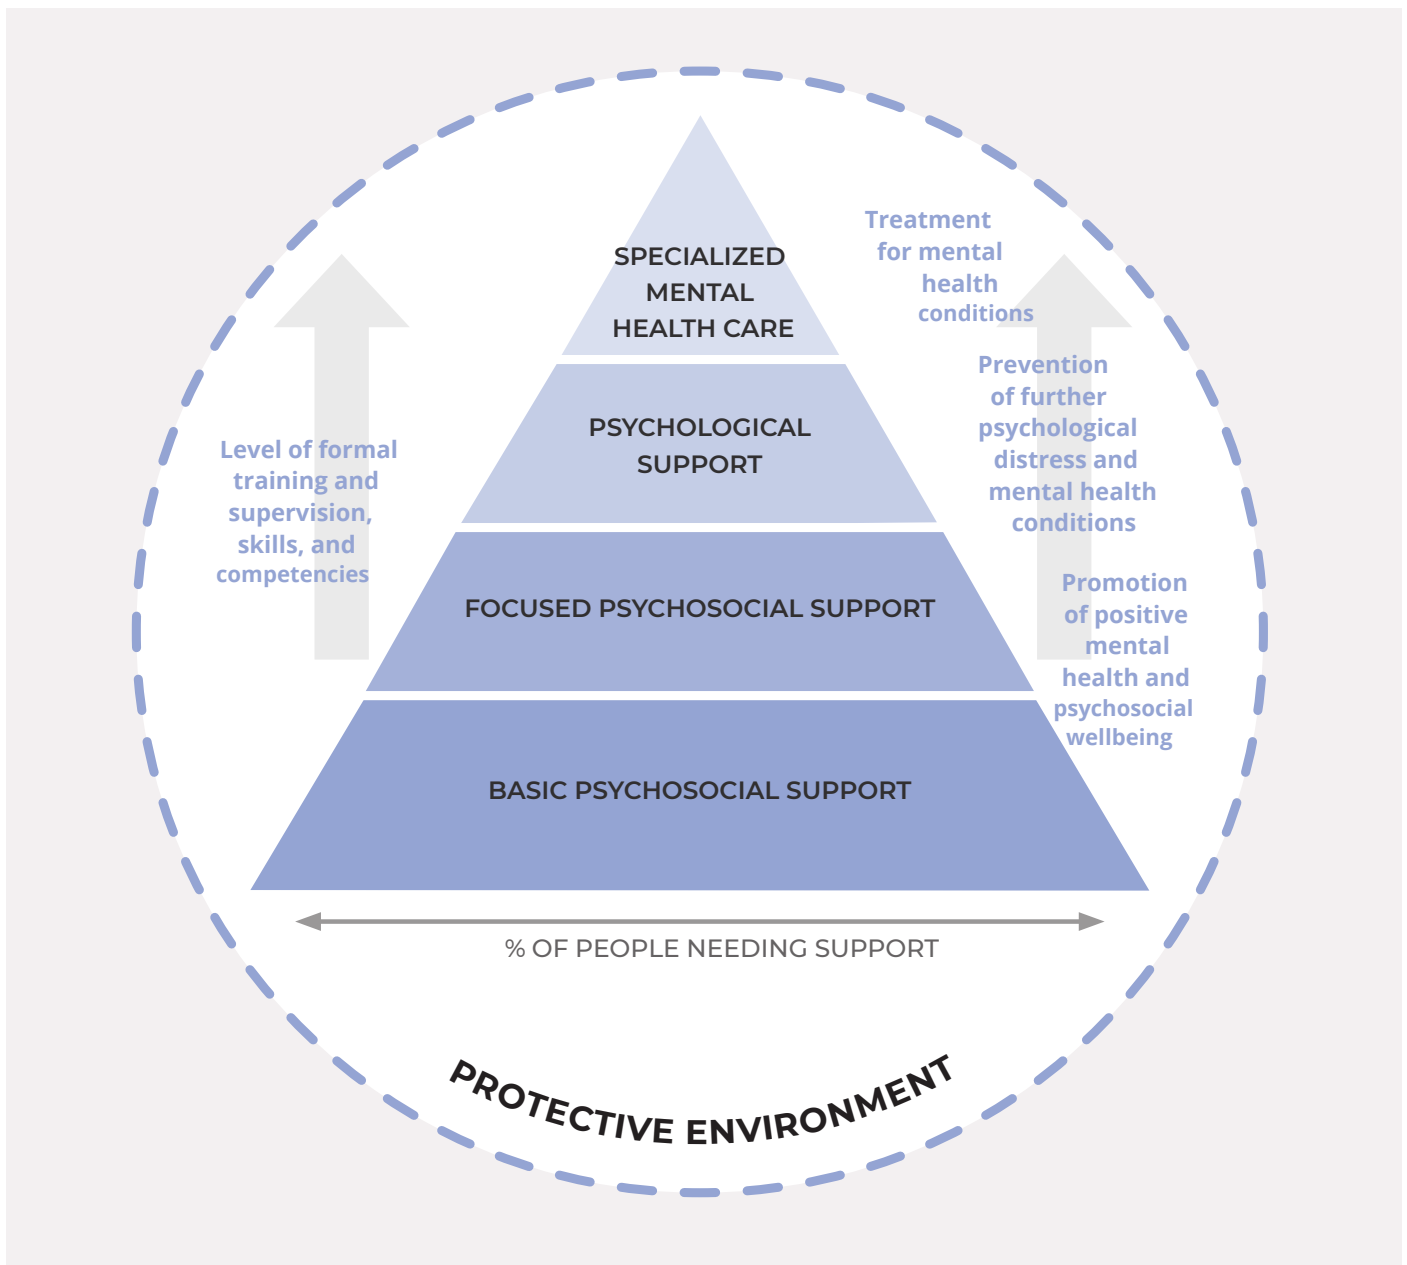 SPECIALIZED
MENTAL
HEALTH CARE
PSYCHOLOGICAL
SUPPORT
FOCUSED PSYCHOSOCIAL SUPPORT
BASIC PSYCHOSOCIAL SUPPORT
Level of formal
training and
supervision,
skills, and
competencies
Treatment
for mental
health
conditions
Prevention
of further
psychological
distress and
mental health
conditions
Promotion
of positive
mental
health and
psychosocial
wellbeing
% OF PEOPLE NEEDING SUPPORT
PROTECTIVE ENVIRONMENT